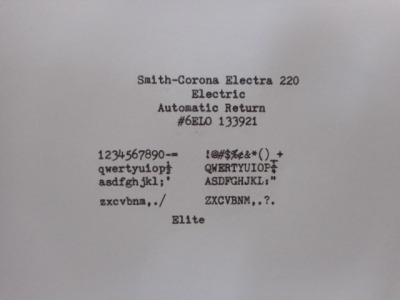 Smith-Corona Electra 220
Electric
Automatic Return
#6ELO 133921
1234567890-= !@#$%¢&*()_+
qwertyuiop½ QWERTYUIOP¼
asdfghjkl;' ASDFGHJKL:"
zxcvbnm,./ ZXCVBNM,.?.
Elite